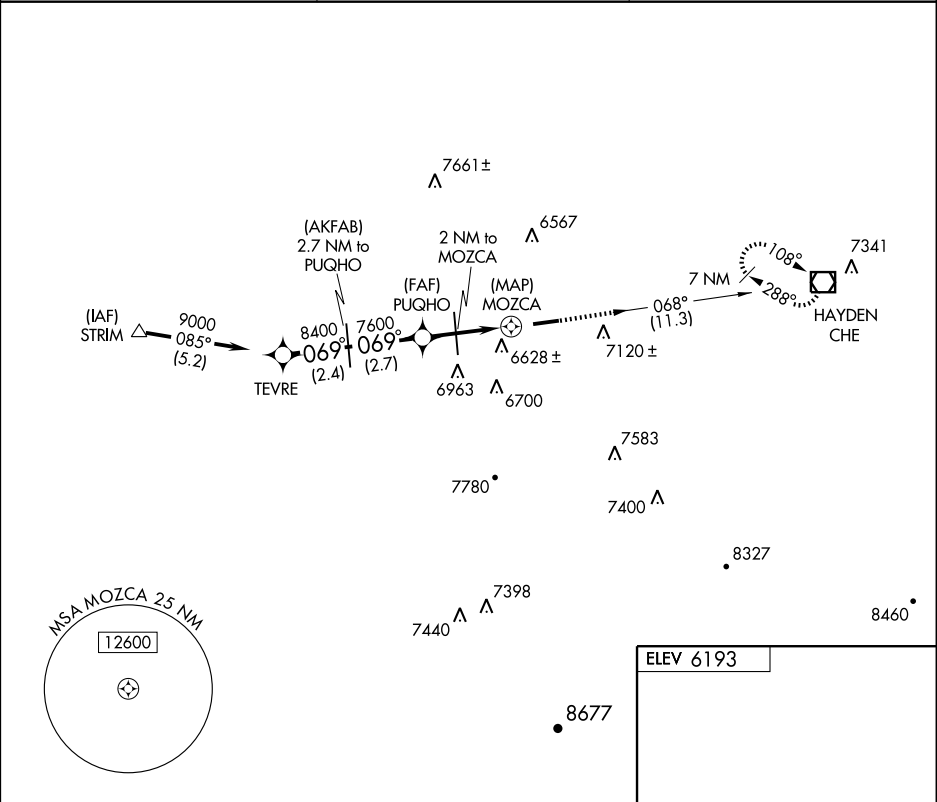 7661±
(AKFAB)
2.7 NM to
PUQHO
2 NM to
MOZCA
6567
(FAF)
PUQHO
(MAP)
MOZCA
7 NM
108°
288°
7341
HAYDEN
CHE
068°
(11.3)
(IAF)
STRIM
9000
085°
(5.2)
8400
069°
(2.4)
7600
069°
(2.7)
TEVRE
6628 ±
7120 ±
6963
6700
7583
7780
7400
8327
7398
7440
8460
MSA MOZCA 25 NM
12600
ELEV 6193
8677